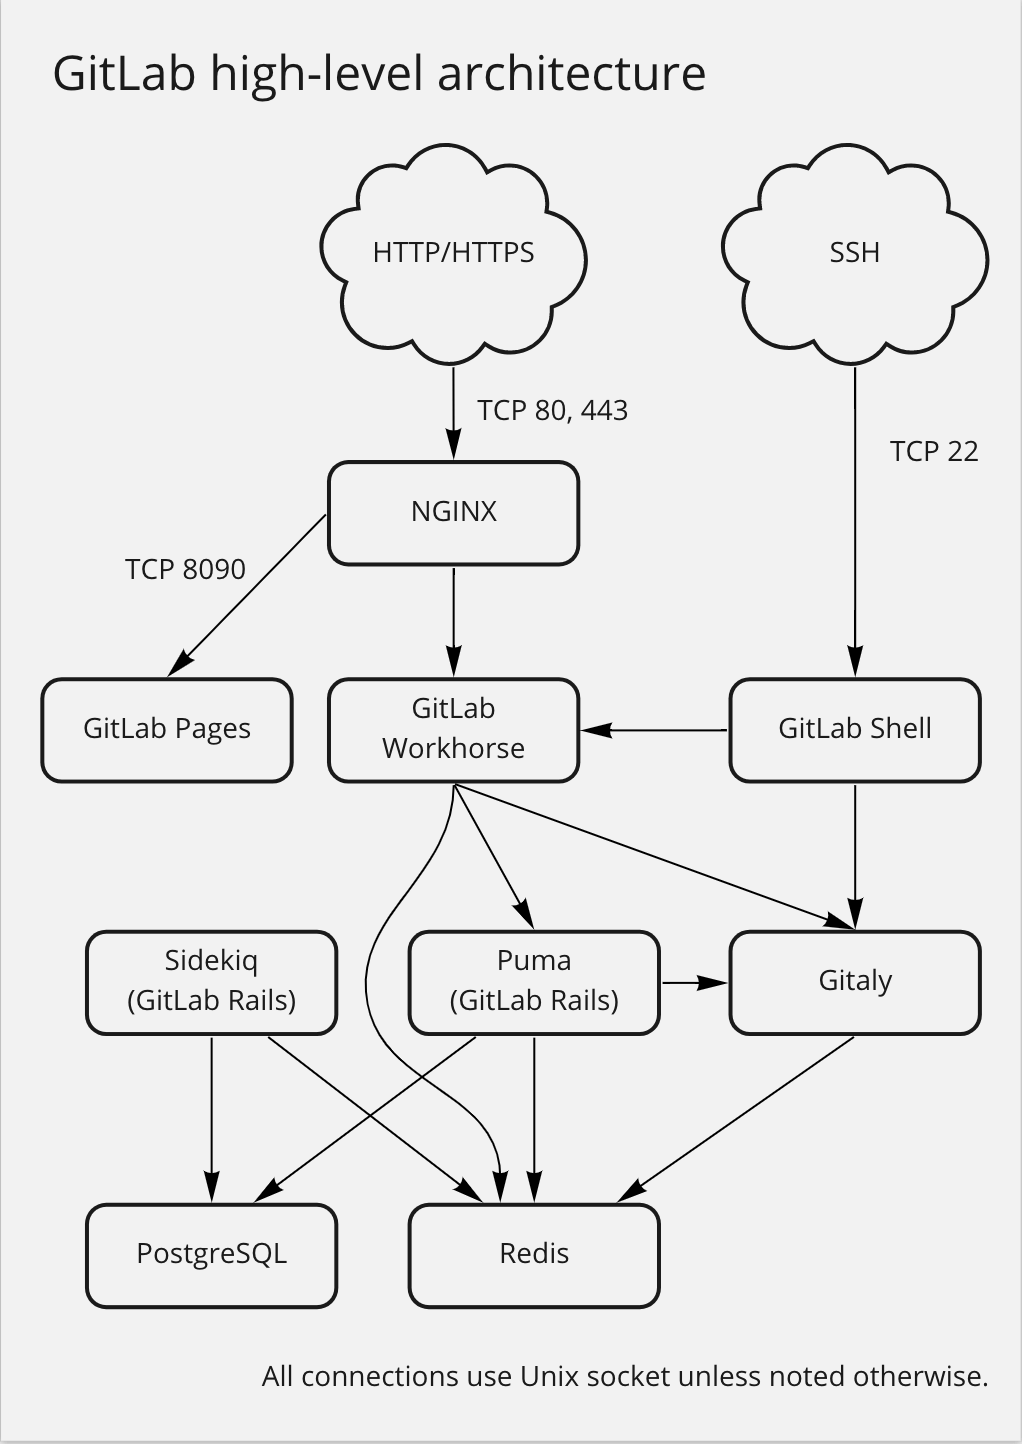 GitLab high-level architecture
HTTP/HTTPS
SSH
TCP 80, 443
TCP 22
NGINX
TCP 8090
GitLab Pages
GitLab
Workhorse
GitLab Shell
Sidekiq
(GitLab Rails)
Puma
(GitLab Rails)
Gitaly
PostgreSQL
Redis
All connections use Unix socket unless noted otherwise.